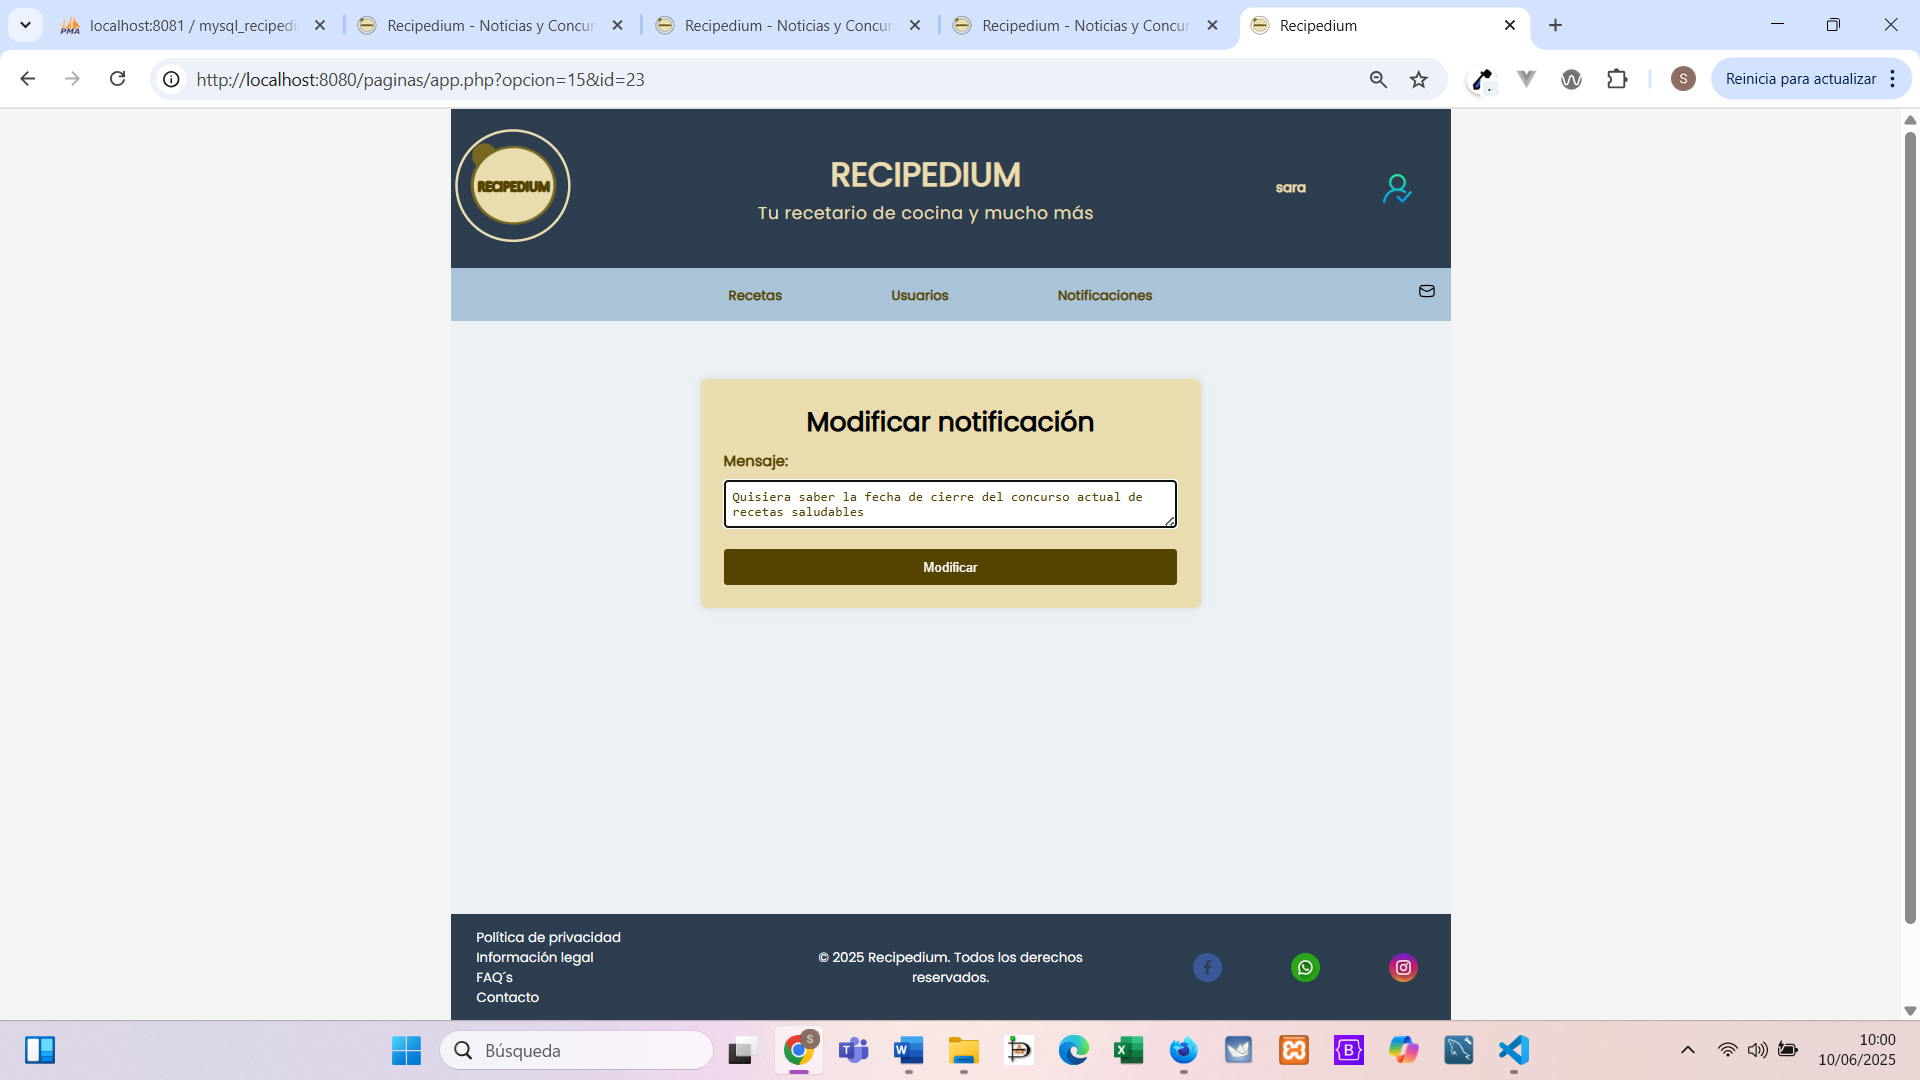 localhost:8081 / mysql_recipedi
Recipedium - Noticias y Concur
Recipedium - Noticias y Concur
Recipedium - Noticias y Concur
Recipedium
http://localhost:8080/paginas/app.php?opcion=15&id=23
S
Reinicia para actualizar
RECIPEDIUM
RECIPEDIUM
Tu recetario de cocina y mucho más
sara
Recetas
Usuarios
Notificaciones
Modificar notificación
Mensaje:
Quisiera saber la fecha de cierre del concurso actual de
recetas saludables
Modificar
Política de privacidad
Información legal
FAQ´s
Contacto
© 2025 Recipedium. Todos los derechos
reservados.
Búsqueda
10:00
10/06/2025